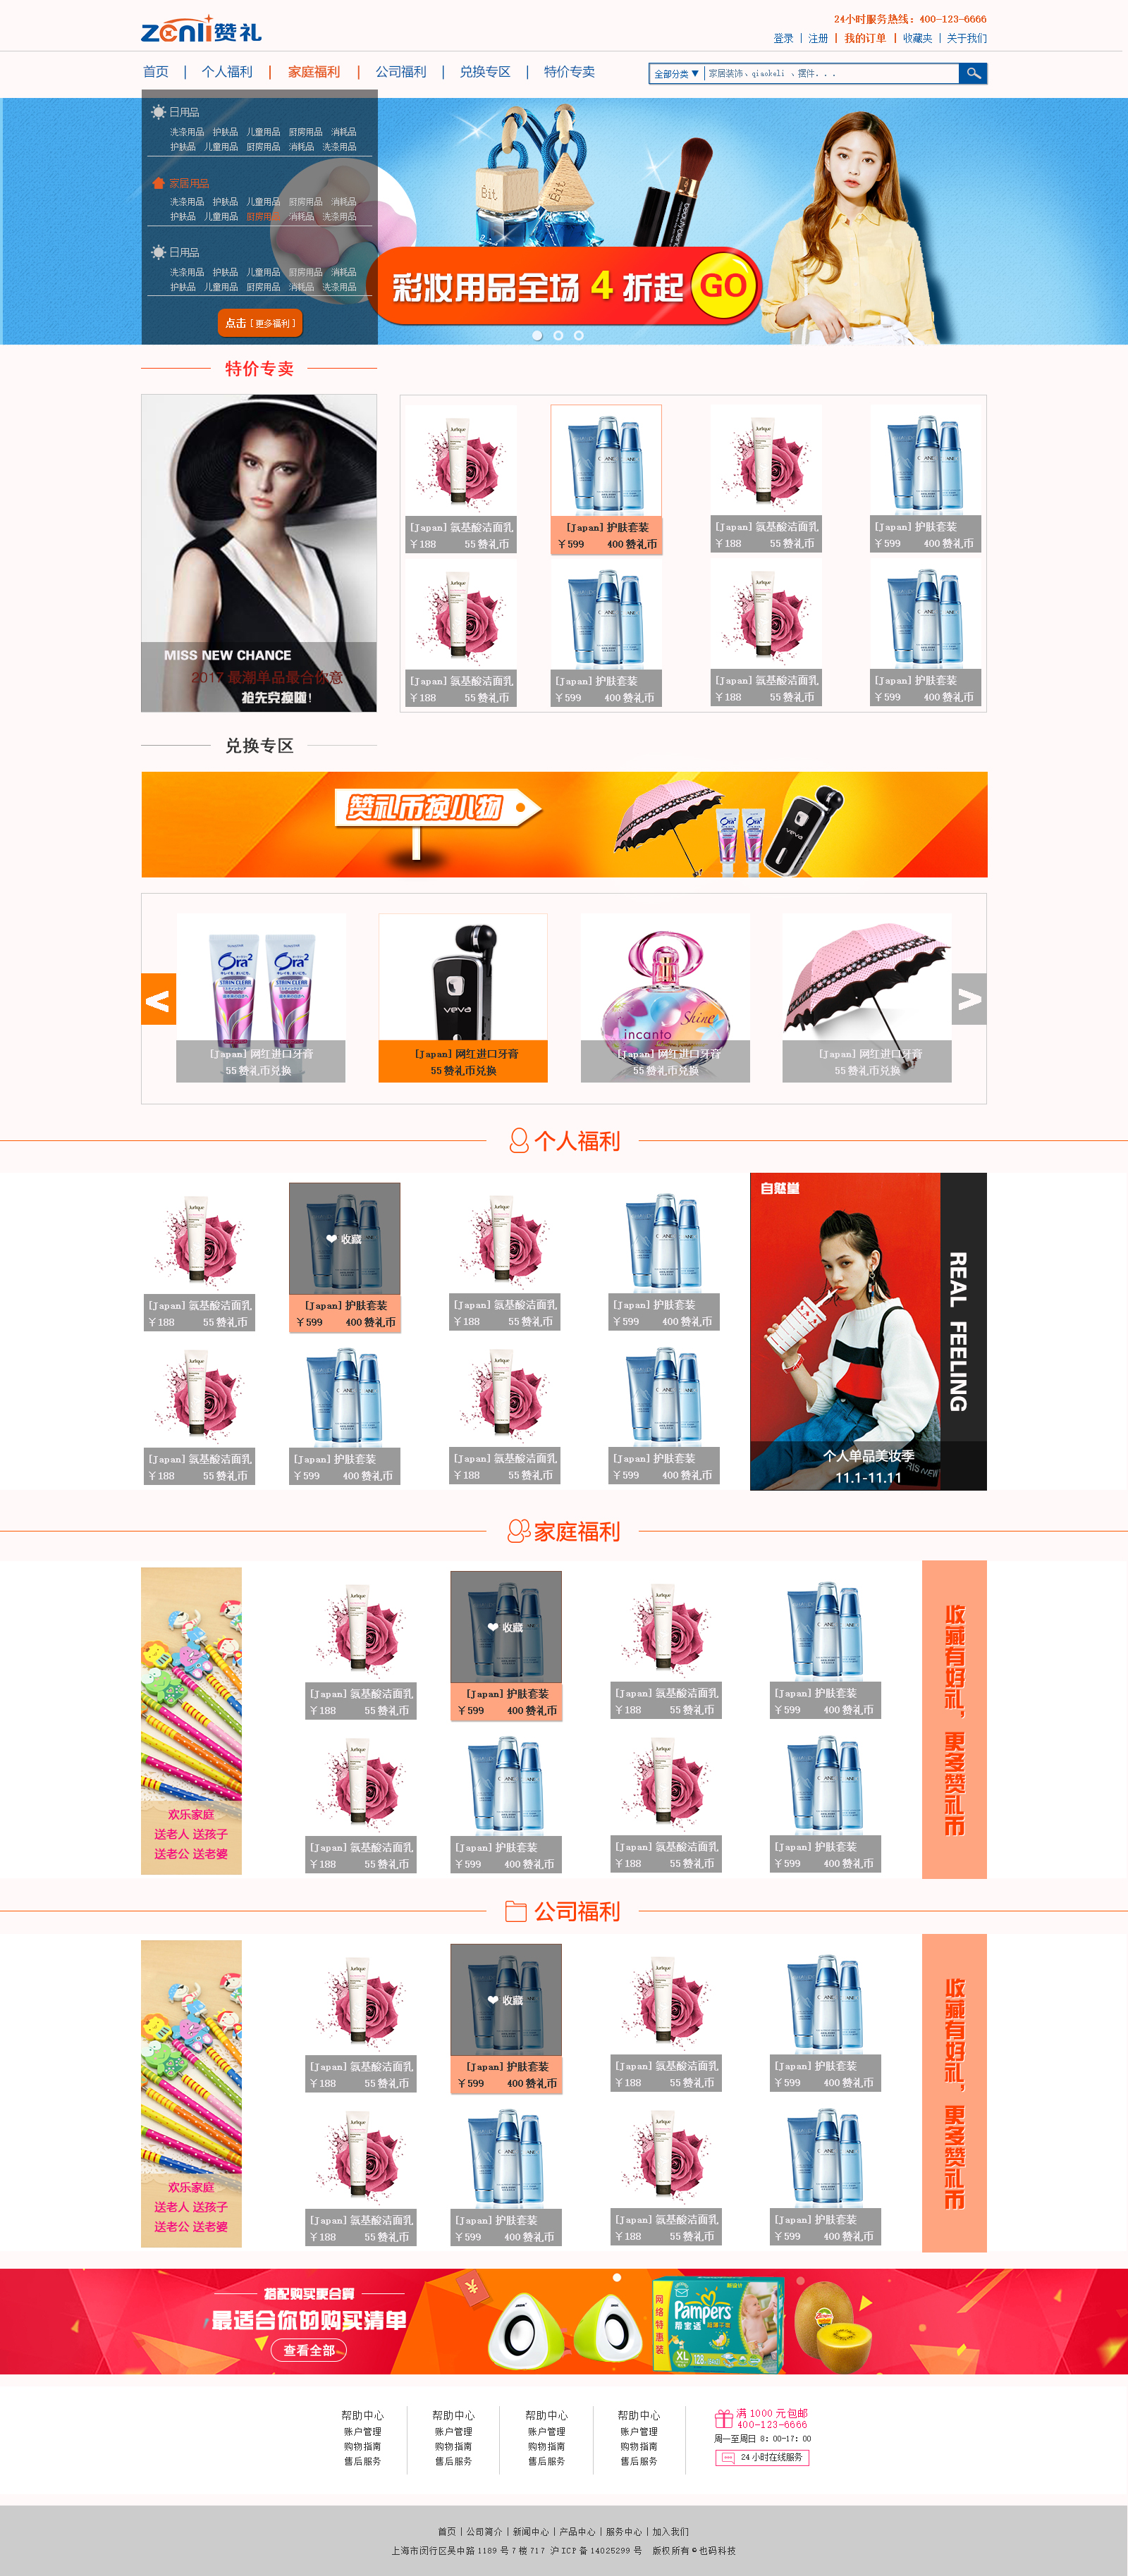 zenli赞礼
24小时服务热线：400-123-6666
登录 | 注册 | 我的订单 | 收藏夹 | 关于我们
首页 | 个人福利 | 家庭福利 | 公司福利 | 兑换专区 | 特价专卖
全部分类 ▼ 家居装饰、qiaokeli 、摆件...
日用品
洗涤用品 护肤品 儿童用品 厨房用品 消耗品
护肤品 儿童用品 厨房用品 消耗品 洗涤用品
家居用品
洗涤用品 护肤品 儿童用品 厨房用品 消耗品
护肤品 儿童用品 厨房用品 消耗品 洗涤用品
日用品
洗涤用品 护肤品 儿童用品 厨房用品 消耗品
护肤品 儿童用品 厨房用品 消耗品 洗涤用品
点击 [ 更多福利 ]
Bit
Bit
彩妆用品全场 4 折起 GO
特价专卖
MISS NEW CHANCE
2017 最潮单品最合你意
抢先兑换啦！
[Japan] 氨基酸洁面乳 [Japan] 护肤套装 [Japan] 氨基酸洁面乳 [Japan] 护肤套装
￥188 55 赞礼币 ￥599 400 赞礼币 ￥188 55 赞礼币 ￥599 400 赞礼币
[Japan] 氨基酸洁面乳 [Japan] 护肤套装 [Japan] 氨基酸洁面乳 [Japan] 护肤套装
￥188 55 赞礼币 ￥599 400 赞礼币 ￥188 55 赞礼币 ￥599 400 赞礼币
兑换专区
赞礼币换小物
Ora2 Ora2 veva
Ora2 Ora2 veva incanto Shine
STAIN CLEAR STAIN CLEAR
< >
[Japan] 网红进口牙膏 [Japan] 网红进口牙膏 [Japan] 网红进口牙膏 [Japan] 网红进口牙膏
55 赞礼币兑换 55 赞礼币兑换 55 赞礼币兑换 55 赞礼币兑换
个人福利
❤ 收藏
[Japan] 氨基酸洁面乳 [Japan] 护肤套装 [Japan] 氨基酸洁面乳 [Japan] 护肤套装
￥188 55 赞礼币 ￥599 400 赞礼币 ￥188 55 赞礼币 ￥599 400 赞礼币
[Japan] 氨基酸洁面乳 [Japan] 护肤套装 [Japan] 氨基酸洁面乳 [Japan] 护肤套装
￥188 55 赞礼币 ￥599 400 赞礼币 ￥188 55 赞礼币 ￥599 400 赞礼币
自然堂
REAL FEELING
个人单品美妆季
11.1-11.11
家庭福利
欢乐家庭
送老人 送孩子
送老公 送老婆
❤ 收藏
[Japan] 氨基酸洁面乳 [Japan] 护肤套装 [Japan] 氨基酸洁面乳 [Japan] 护肤套装
￥188 55 赞礼币 ￥599 400 赞礼币 ￥188 55 赞礼币 ￥599 400 赞礼币
[Japan] 氨基酸洁面乳 [Japan] 护肤套装 [Japan] 氨基酸洁面乳 [Japan] 护肤套装
￥188 55 赞礼币 ￥599 400 赞礼币 ￥188 55 赞礼币 ￥599 400 赞礼币
收藏有好礼，更多赞礼币
公司福利
欢乐家庭
送老人 送孩子
送老公 送老婆
❤ 收藏
[Japan] 氨基酸洁面乳 [Japan] 护肤套装 [Japan] 氨基酸洁面乳 [Japan] 护肤套装
￥188 55 赞礼币 ￥599 400 赞礼币 ￥188 55 赞礼币 ￥599 400 赞礼币
[Japan] 氨基酸洁面乳 [Japan] 护肤套装 [Japan] 氨基酸洁面乳 [Japan] 护肤套装
￥188 55 赞礼币 ￥599 400 赞礼币 ￥188 55 赞礼币 ￥599 400 赞礼币
收藏有好礼，更多赞礼币
搭配购买更合算
最适合你的购买清单
查看全部
网络特惠装
Pampers
帮宝适
XL 128
帮助中心 帮助中心 帮助中心 帮助中心
账户管理 账户管理 账户管理 账户管理
购物指南 购物指南 购物指南 购物指南
售后服务 售后服务 售后服务 售后服务
满 1000 元包邮
400-123-6666
周一至周日 8：00-17：00
24 小时在线服务
首页 | 公司简介 | 新闻中心 | 产品中心 | 服务中心 | 加入我们
上海市闵行区吴中路 1189 号 7 楼 717 沪 ICP 备 14025299 号 版权所有 © 也码科技